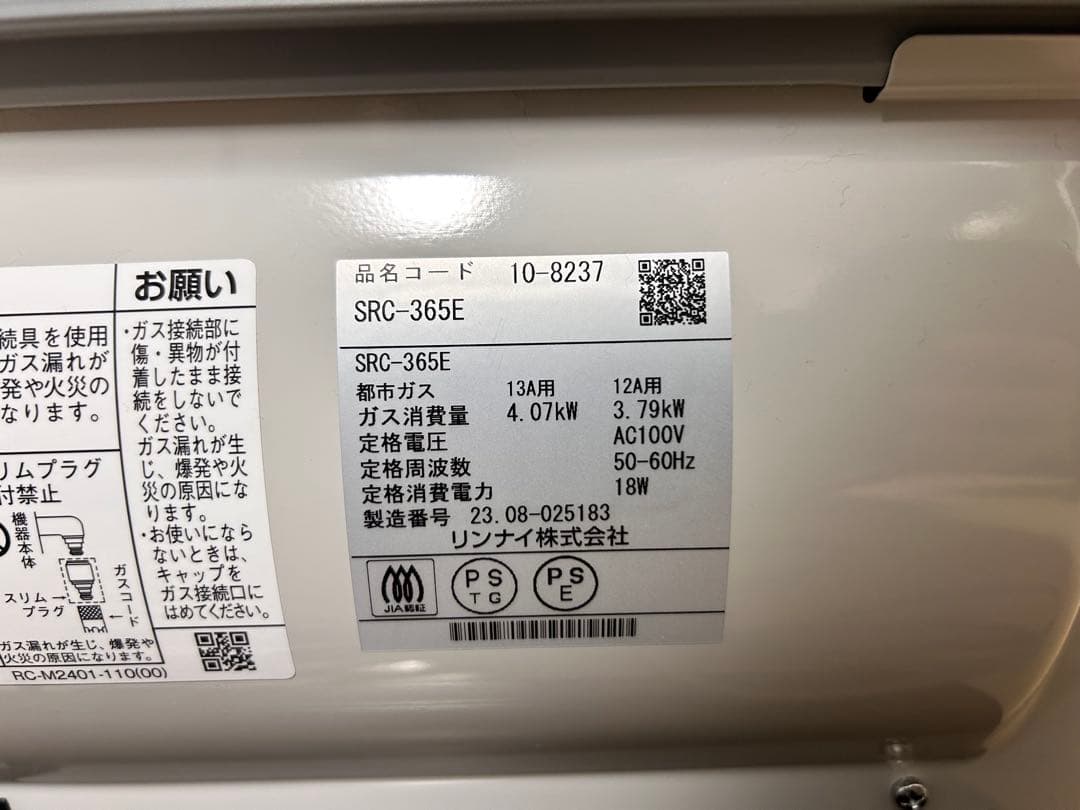 続具を使用
ガス漏れが
発や火災の
なります。
リムプラグ
付禁止
機器本体
ガスコード
スリム
プラグ
ガス漏れが生じ、爆発や
火災の原因になります。
RC-M2401-110(00)
お願い
・ガス接続部に
傷・異物が付
着したまま接
続をしないで
ください。
ガス漏れが生
じ、爆発や火
災の原因にな
ります。
・お使いになら
ないときは、
キャップを
ガス接続口に
はめてください。
品名コード 10-8237
SRC-365E
SRC-365E
都市ガス 13A用 12A用
ガス消費量 4.07kW 3.79kW
定格電圧 AC100V
定格周波数 50-60Hz
定格消費電力 18W
製造番号 23.08-025183
リンナイ株式会社
JIA認証
PS
TG
PS
E